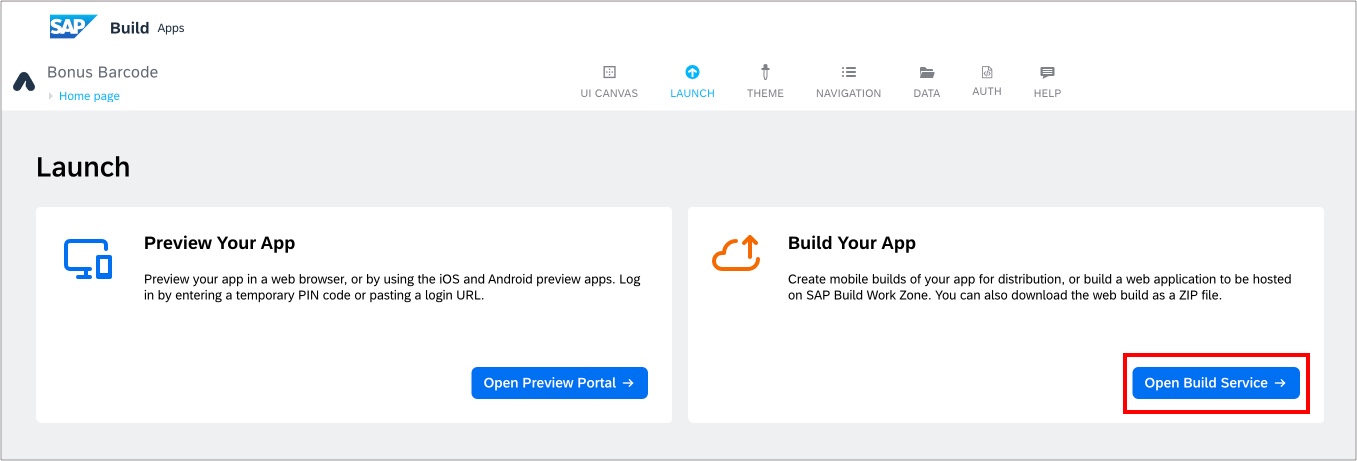 SAP Build Apps
Bonus Barcode
Home page
UI CANVAS LAUNCH THEME NAVIGATION DATA AUTH HELP
Launch
Preview Your App
Preview your app in a web browser, or by using the iOS and Android preview apps. Log
in by entering a temporary PIN code or pasting a login URL.
Open Preview Portal →
Build Your App
Create mobile builds of your app for distribution, or build a web application to be hosted
on SAP Build Work Zone. You can also download the web build as a ZIP file.
Open Build Service →